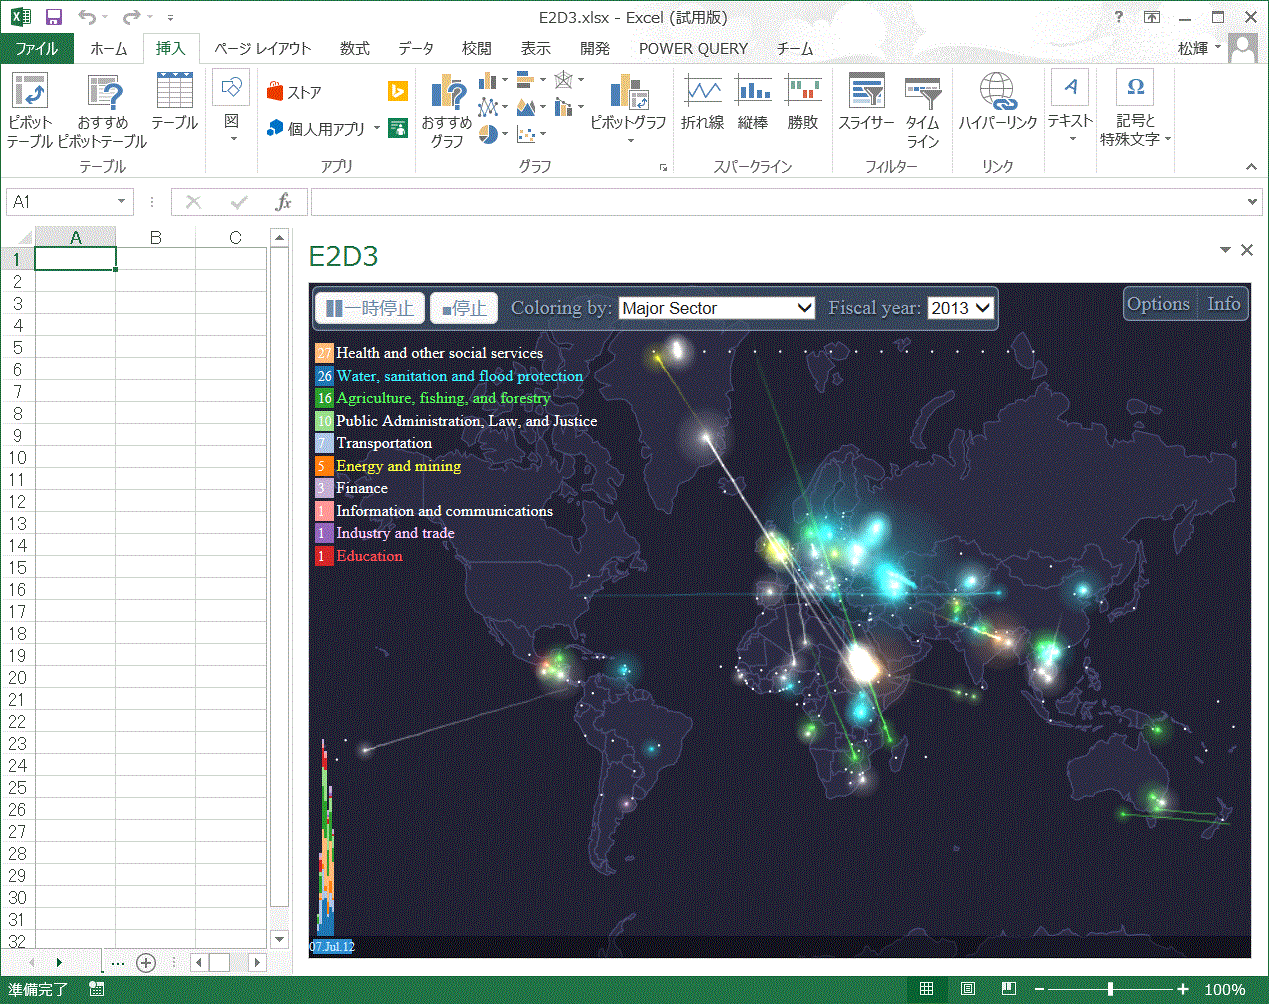 E2D3.xlsx - Excel (試用版)
ファイル ホーム 挿入 ページ レイアウト 数式 データ 校閲 表示 開発 POWER QUERY チーム 松輝
ピボット
テーブル
おすすめ
ピボットテーブル
テーブル
テーブル
図
ストア
個人用アプリ
アプリ
おすすめ
グラフ
ピボットグラフ
グラフ
折れ線 縦棒 勝敗
スパークライン
スライサー タイム
ライン
フィルター
ハイパーリンク
リンク
テキスト
Ω
記号と
特殊文字
A1
fx
A B C
1
2
3
4
5
6
7
8
9
10
11
12
13
14
15
16
17
18
19
20
21
22
23
24
25
26
27
28
29
30
31
32
E2D3
一時停止 ■停止 Coloring by: Major Sector Fiscal year: 2013 Options Info
27 Health and other social services
26 Water, sanitation and flood protection
16 Agriculture, fishing, and forestry
10 Public Administration, Law, and Justice
7 Transportation
5 Energy and mining
3 Finance
1 Information and communications
1 Industry and trade
1 Education
07.Jul.12
...
準備完了 100%